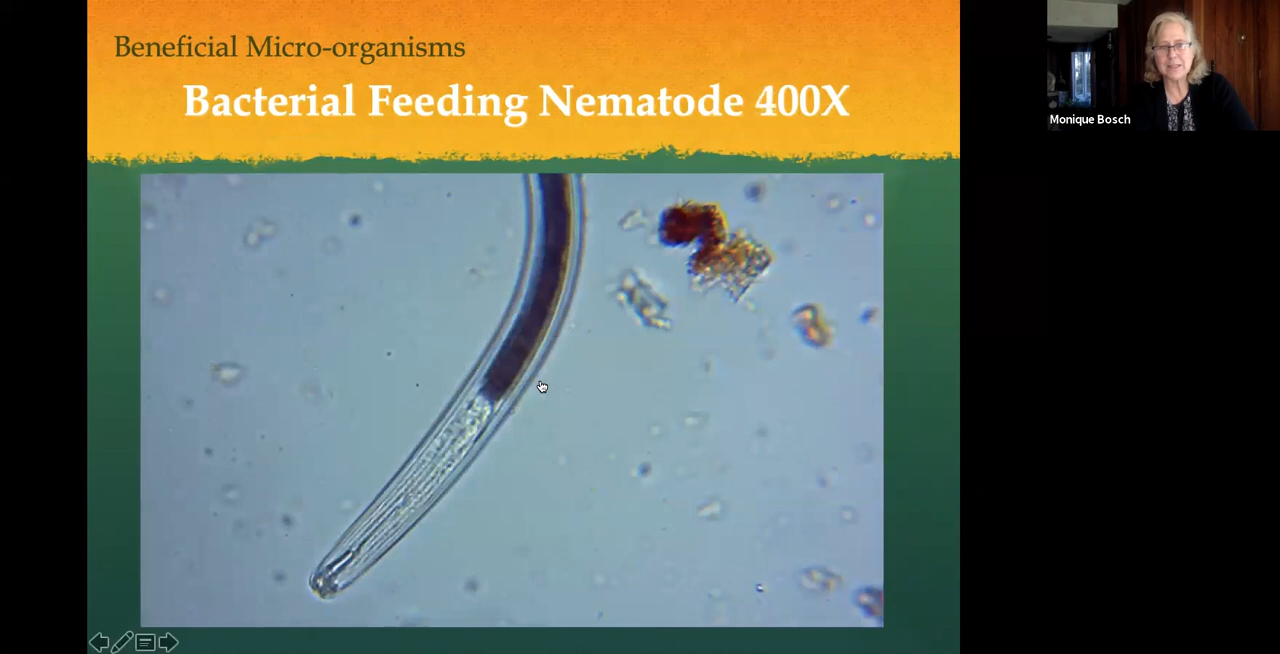 Beneficial Micro-organisms
Bacterial Feeding Nematode 400X
Monique Bosch